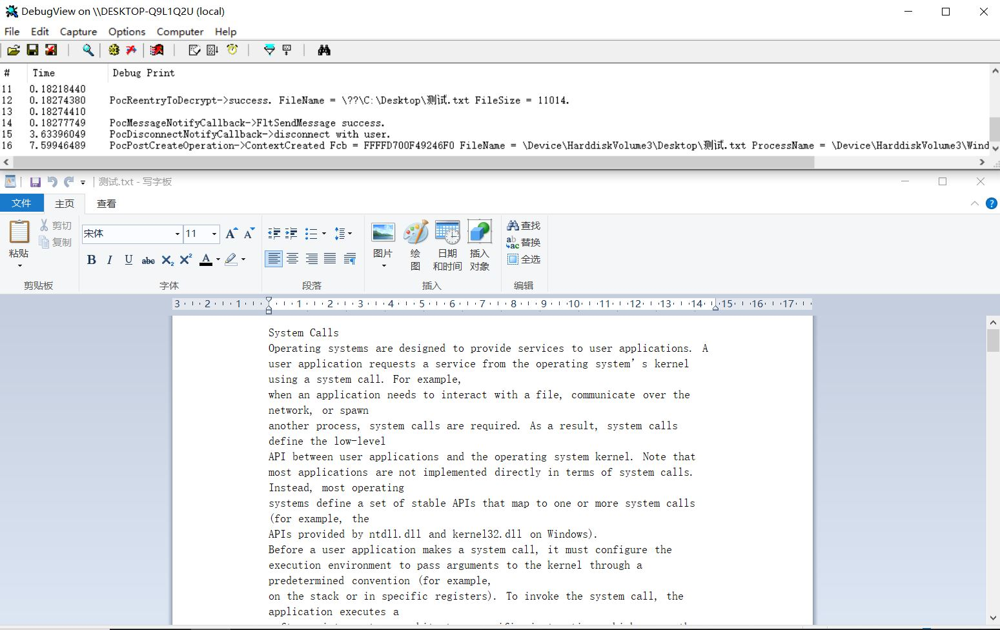 DebugView on \\DESKTOP-Q9L1Q2U (local)
File Edit Capture Options Computer Help
# Time Debug Print
11 0.18218440
12 0.18274380 PocReentryToDecrypt->success. FileName = \??\C:\Desktop\测试.txt FileSize = 11014.
13 0.18274410
14 0.18277749 PocMessageNotifyCallback->FltSendMessage success.
15 3.63396049 PocDisconnectNotifyCallback->disconnect with user.
16 7.59946489 PocPostCreateOperation->ContextCreated Fcb = FFFFD700F49246F0 FileName = \Device\HarddiskVolume3\Desktop\测试.txt ProcessName = \Device\HarddiskVolume3\Wind
测试.txt - 写字板
文件 主页 查看
粘贴 剪切 复制
剪贴板
宋体 11
B I U abc X₂ X² A
字体
段落
图片 绘图 日期和时间 插入对象
插入
查找
替换
全选
编辑
3 2 1 1 2 3 4 5 6 7 8 9 10 11 12 13 14 15 16 17
System Calls
Operating systems are designed to provide services to user applications. A
user application requests a service from the operating system’s kernel
using a system call. For example,
when an application needs to interact with a file, communicate over the
network, or spawn
another process, system calls are required. As a result, system calls
define the low-level
API between user applications and the operating system kernel. Note that
most applications are not implemented directly in terms of system calls.
Instead, most operating
systems define a set of stable APIs that map to one or more system calls
(for example, the
APIs provided by ntdll.dll and kernel32.dll on Windows).
Before a user application makes a system call, it must configure the
execution environment to pass arguments to the kernel through a
predetermined convention (for example,
on the stack or in specific registers). To invoke the system call, the
application executes a